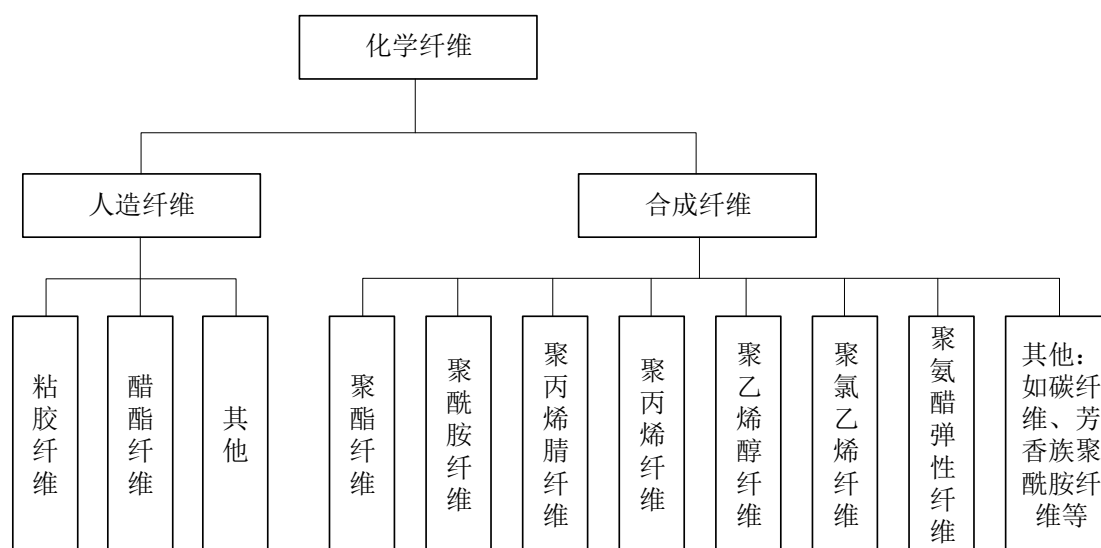 化学纤维
人造纤维
合成纤维
粘胶纤维
醋酯纤维
其他
聚酯纤维
聚酰胺纤维
聚丙烯腈纤维
聚丙烯纤维
聚乙烯醇纤维
聚氯乙烯纤维
聚氨醋弹性纤维
其他：
如碳纤
维、芳
香族聚
酰胺纤
维等